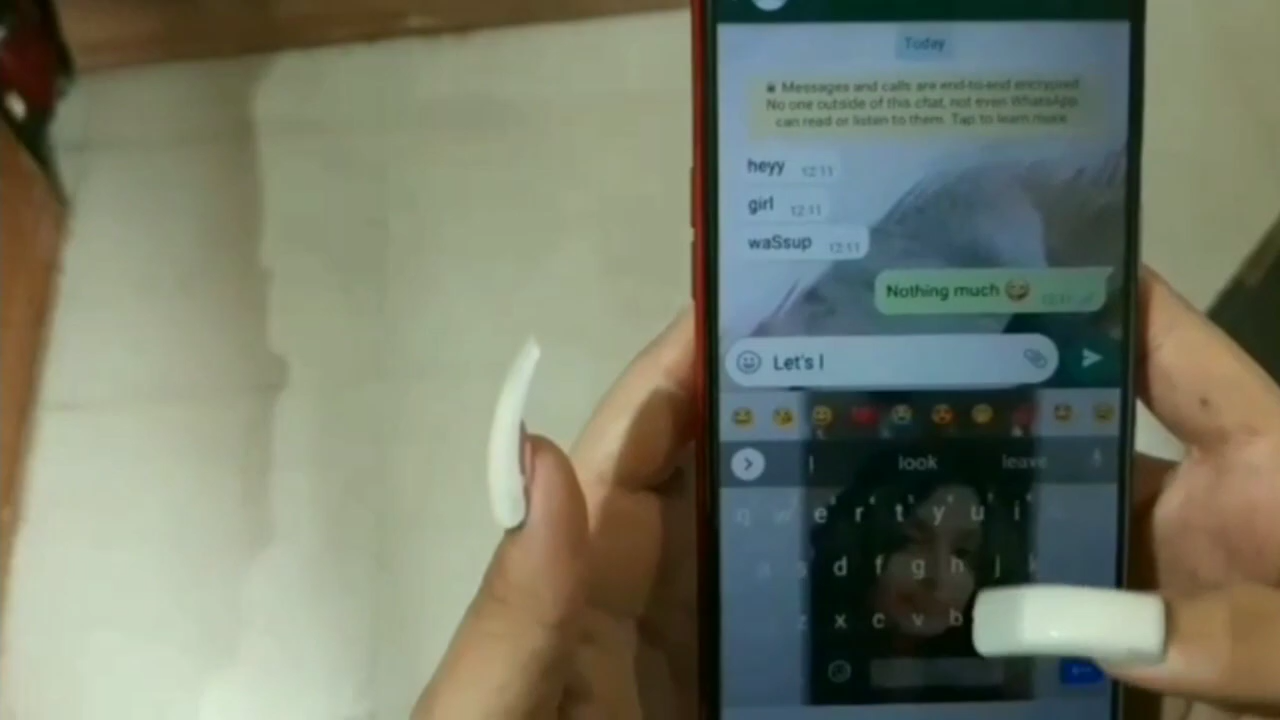 Today
Messages and calls are end-to-end encrypted.
No one outside of this chat, not even WhatsApp,
can read or listen to them. Tap to learn more
heyy 12:11
girl 12:11
waSsup 12:11
Nothing much
Let's l
l look leave
q e r t y u i
d f g h j
z x c v b